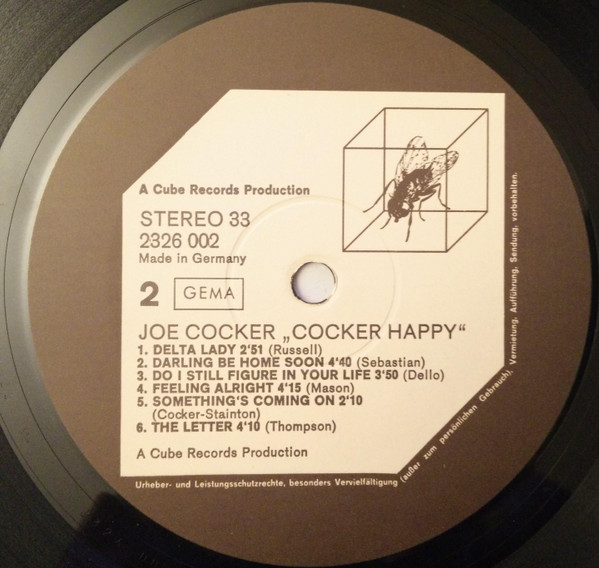 A Cube Records Production
STEREO 33
2326 002
Made in Germany
2 GEMA
JOE COCKER „COCKER HAPPY“
1. DELTA LADY 2'51 (Russell)
2. DARLING BE HOME SOON 4'40 (Sebastian)
3. DO I STILL FIGURE IN YOUR LIFE 3'50 (Dello)
4. FEELING ALRIGHT 4'15 (Mason)
5. SOMETHING'S COMING ON 2'10
(Cocker-Stainton)
6. THE LETTER 4'10 (Thompson)
A Cube Records Production
Urheber- und Leistungsschutzrechte, besonders Vervielfältigung (außer zum persönlichen Gebrauch), Vermietung, Aufführung, Sendung, vorbehalten.